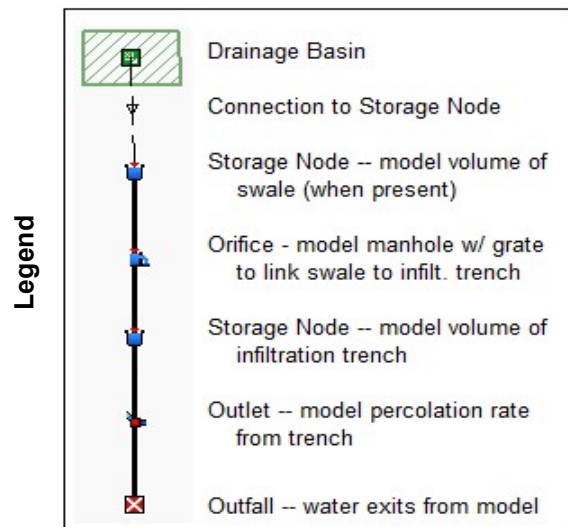 Legend
Drainage Basin
Connection to Storage Node
Storage Node -- model volume of
swale (when present)
Orifice - model manhole w/ grate
to link swale to infilt. trench
Storage Node -- model volume of
infiltration trench
Outlet -- model percolation rate
from trench
Outfall -- water exits from model